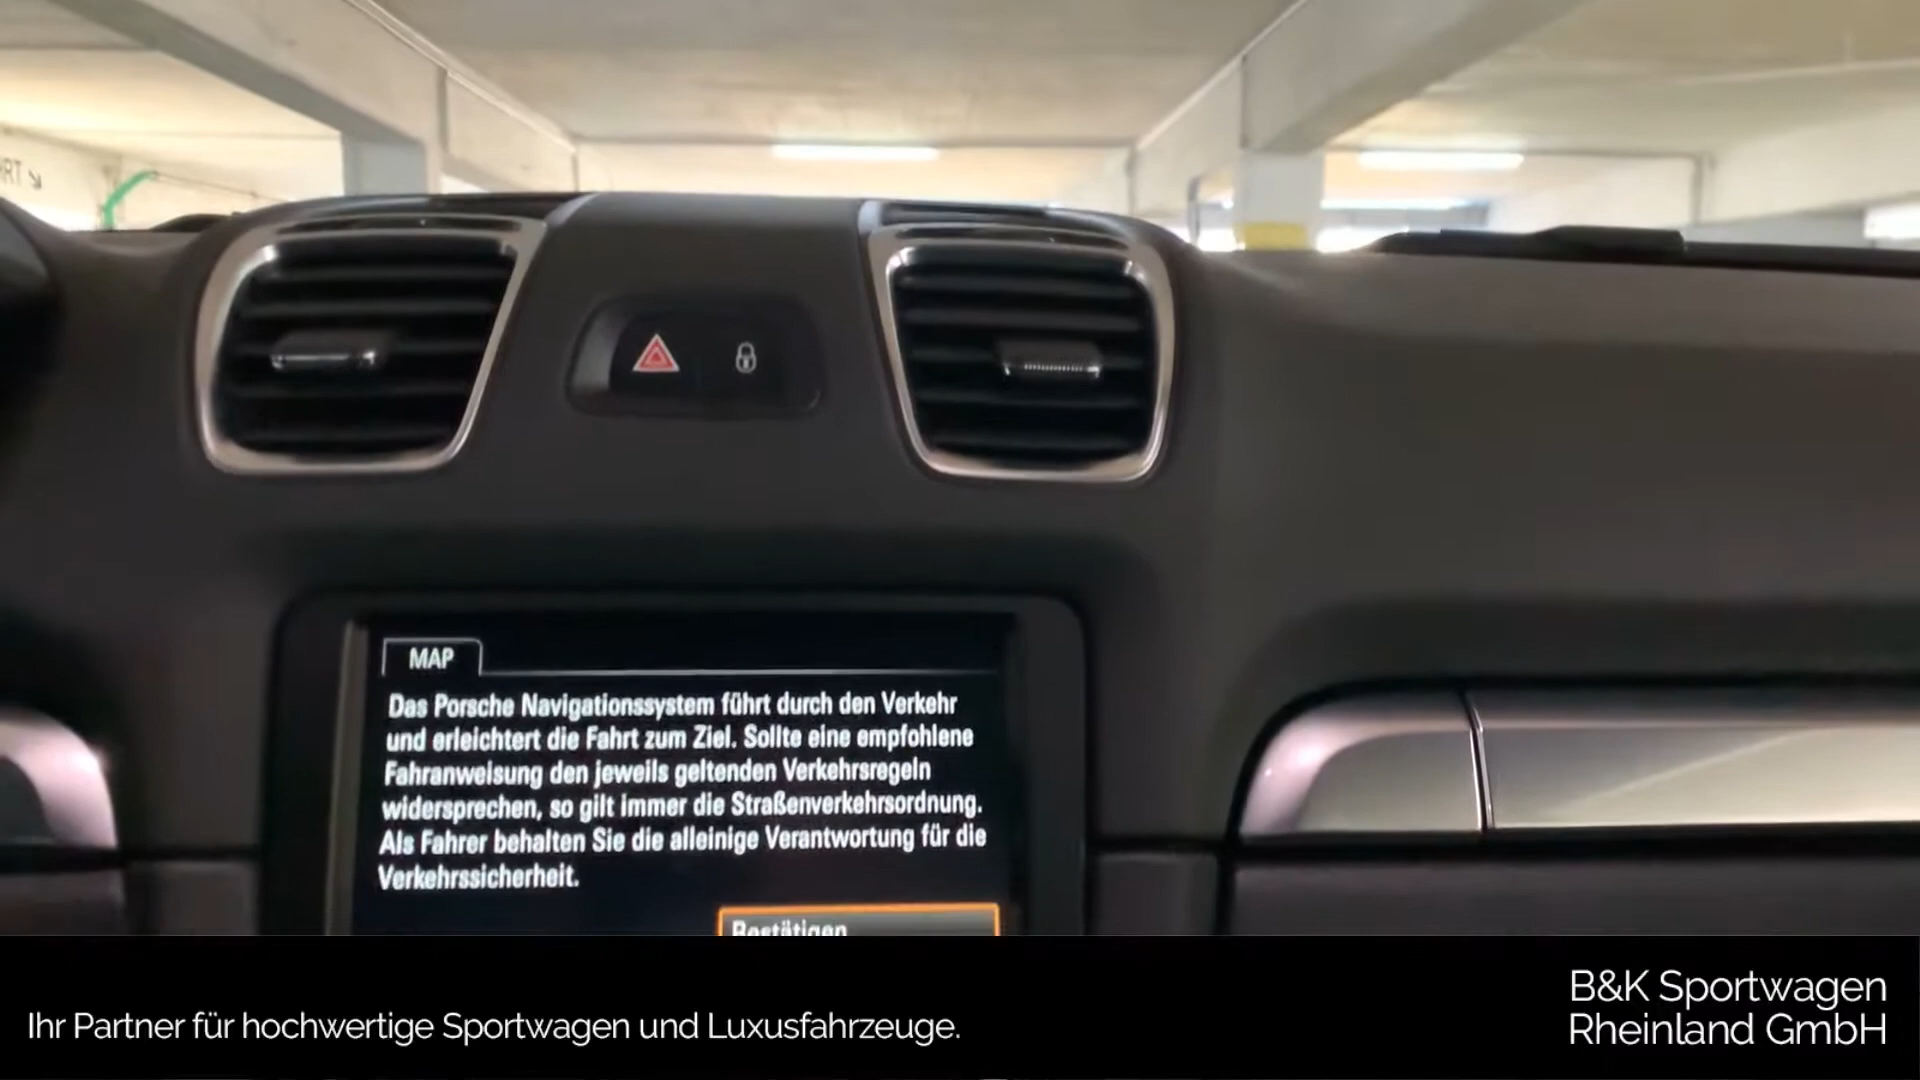 MAP
Das Porsche Navigationssystem führt durch den Verkehr
und erleichtert die Fahrt zum Ziel. Sollte eine empfohlene
Fahranweisung den jeweils geltenden Verkehrsregeln
widersprechen, so gilt immer die Straßenverkehrsordnung.
Als Fahrer behalten Sie die alleinige Verantwortung für die
Verkehrssicherheit.
Bestätigen
Ihr Partner für hochwertige Sportwagen und Luxusfahrzeuge.
B&K Sportwagen
Rheinland GmbH